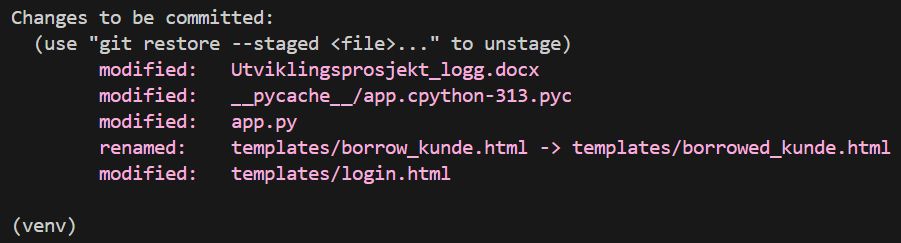 Changes to be committed:
(use "git restore --staged <file>..." to unstage)
modified: Utviklingsprosjekt_logg.docx
modified: __pycache__/app.cpython-313.pyc
modified: app.py
renamed: templates/borrow_kunde.html -> templates/borrowed_kunde.html
modified: templates/login.html
(venv)